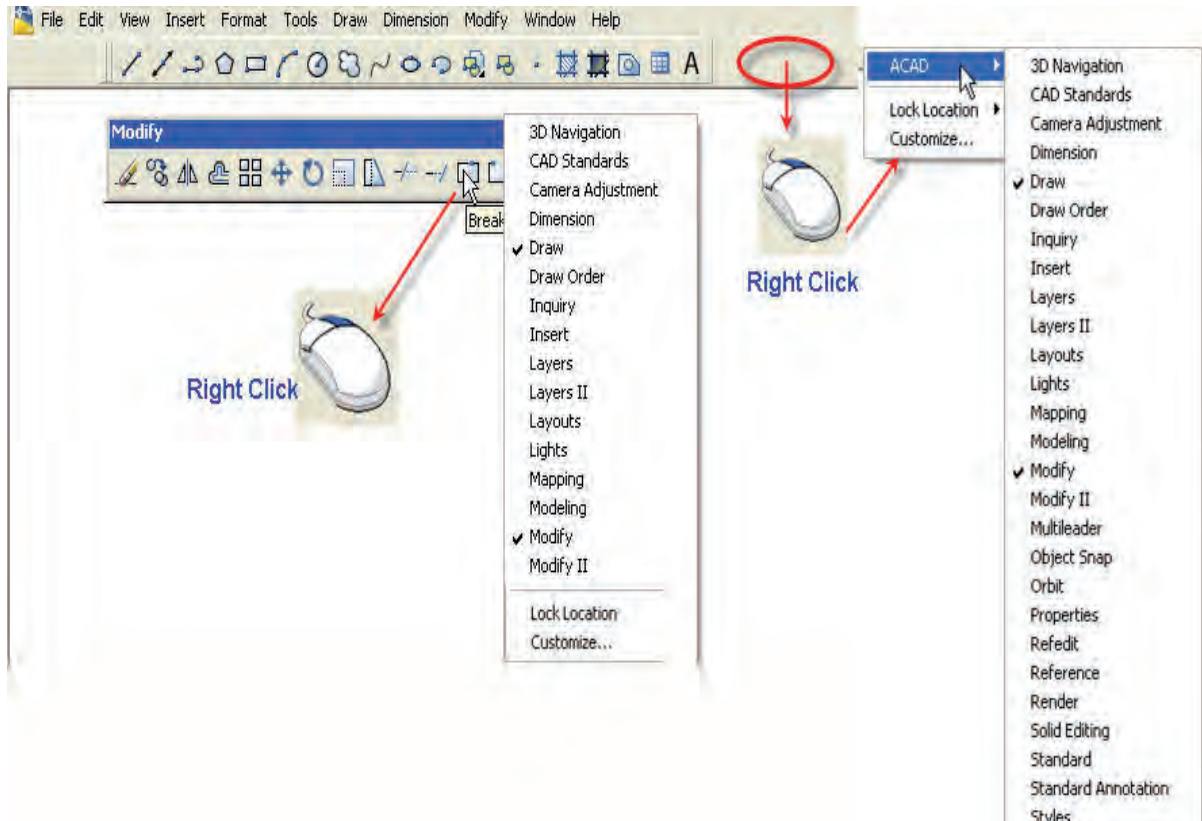 File Edit View Insert Format Tools Draw Dimension Modify Window Help
A
Modify
Break
Right Click
3D Navigation
CAD Standards
Camera Adjustment
Dimension
Draw
Draw Order
Inquiry
Insert
Layers
Layers II
Layouts
Lights
Mapping
Modeling
Modify
Modify II
Lock Location
Customize...
Right Click
ACAD
Lock Location
Customize...
3D Navigation
CAD Standards
Camera Adjustment
Dimension
Draw
Draw Order
Inquiry
Insert
Layers
Layers II
Layouts
Lights
Mapping
Modeling
Modify
Modify II
Multileader
Object Snap
Orbit
Properties
Refedit
Reference
Render
Solid Editing
Standard
Standard Annotation
Styles